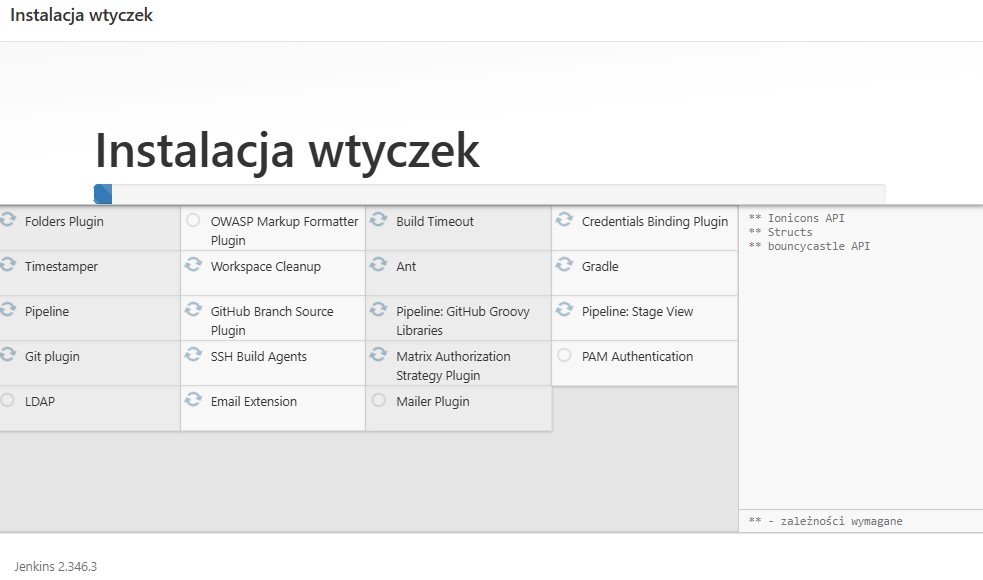 Instalacja wtyczek
Instalacja wtyczek
Folders Plugin
OWASP Markup Formatter
Plugin
Build Timeout
Credentials Binding Plugin
Timestamper
Workspace Cleanup
Ant
Gradle
Pipeline
GitHub Branch Source
Plugin
Pipeline: GitHub Groovy
Libraries
Pipeline: Stage View
Git plugin
SSH Build Agents
Matrix Authorization
Strategy Plugin
PAM Authentication
LDAP
Email Extension
Mailer Plugin
** Ionicons API
** Structs
** bouncycastle API
** - zależności wymagane
Jenkins 2.346.3